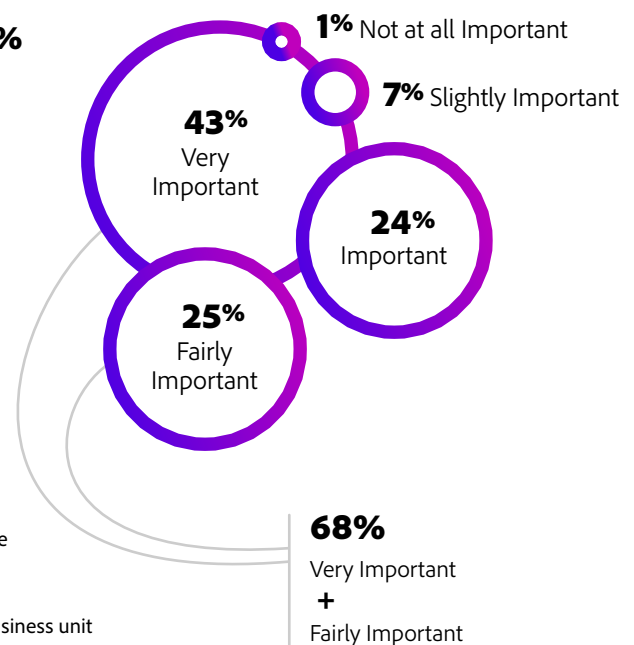 %
1% Not at all Important
7% Slightly Important
43%
Very
Important
24%
Important
25%
Fairly
Important
68%
Very Important
+
Fairly Important
unit